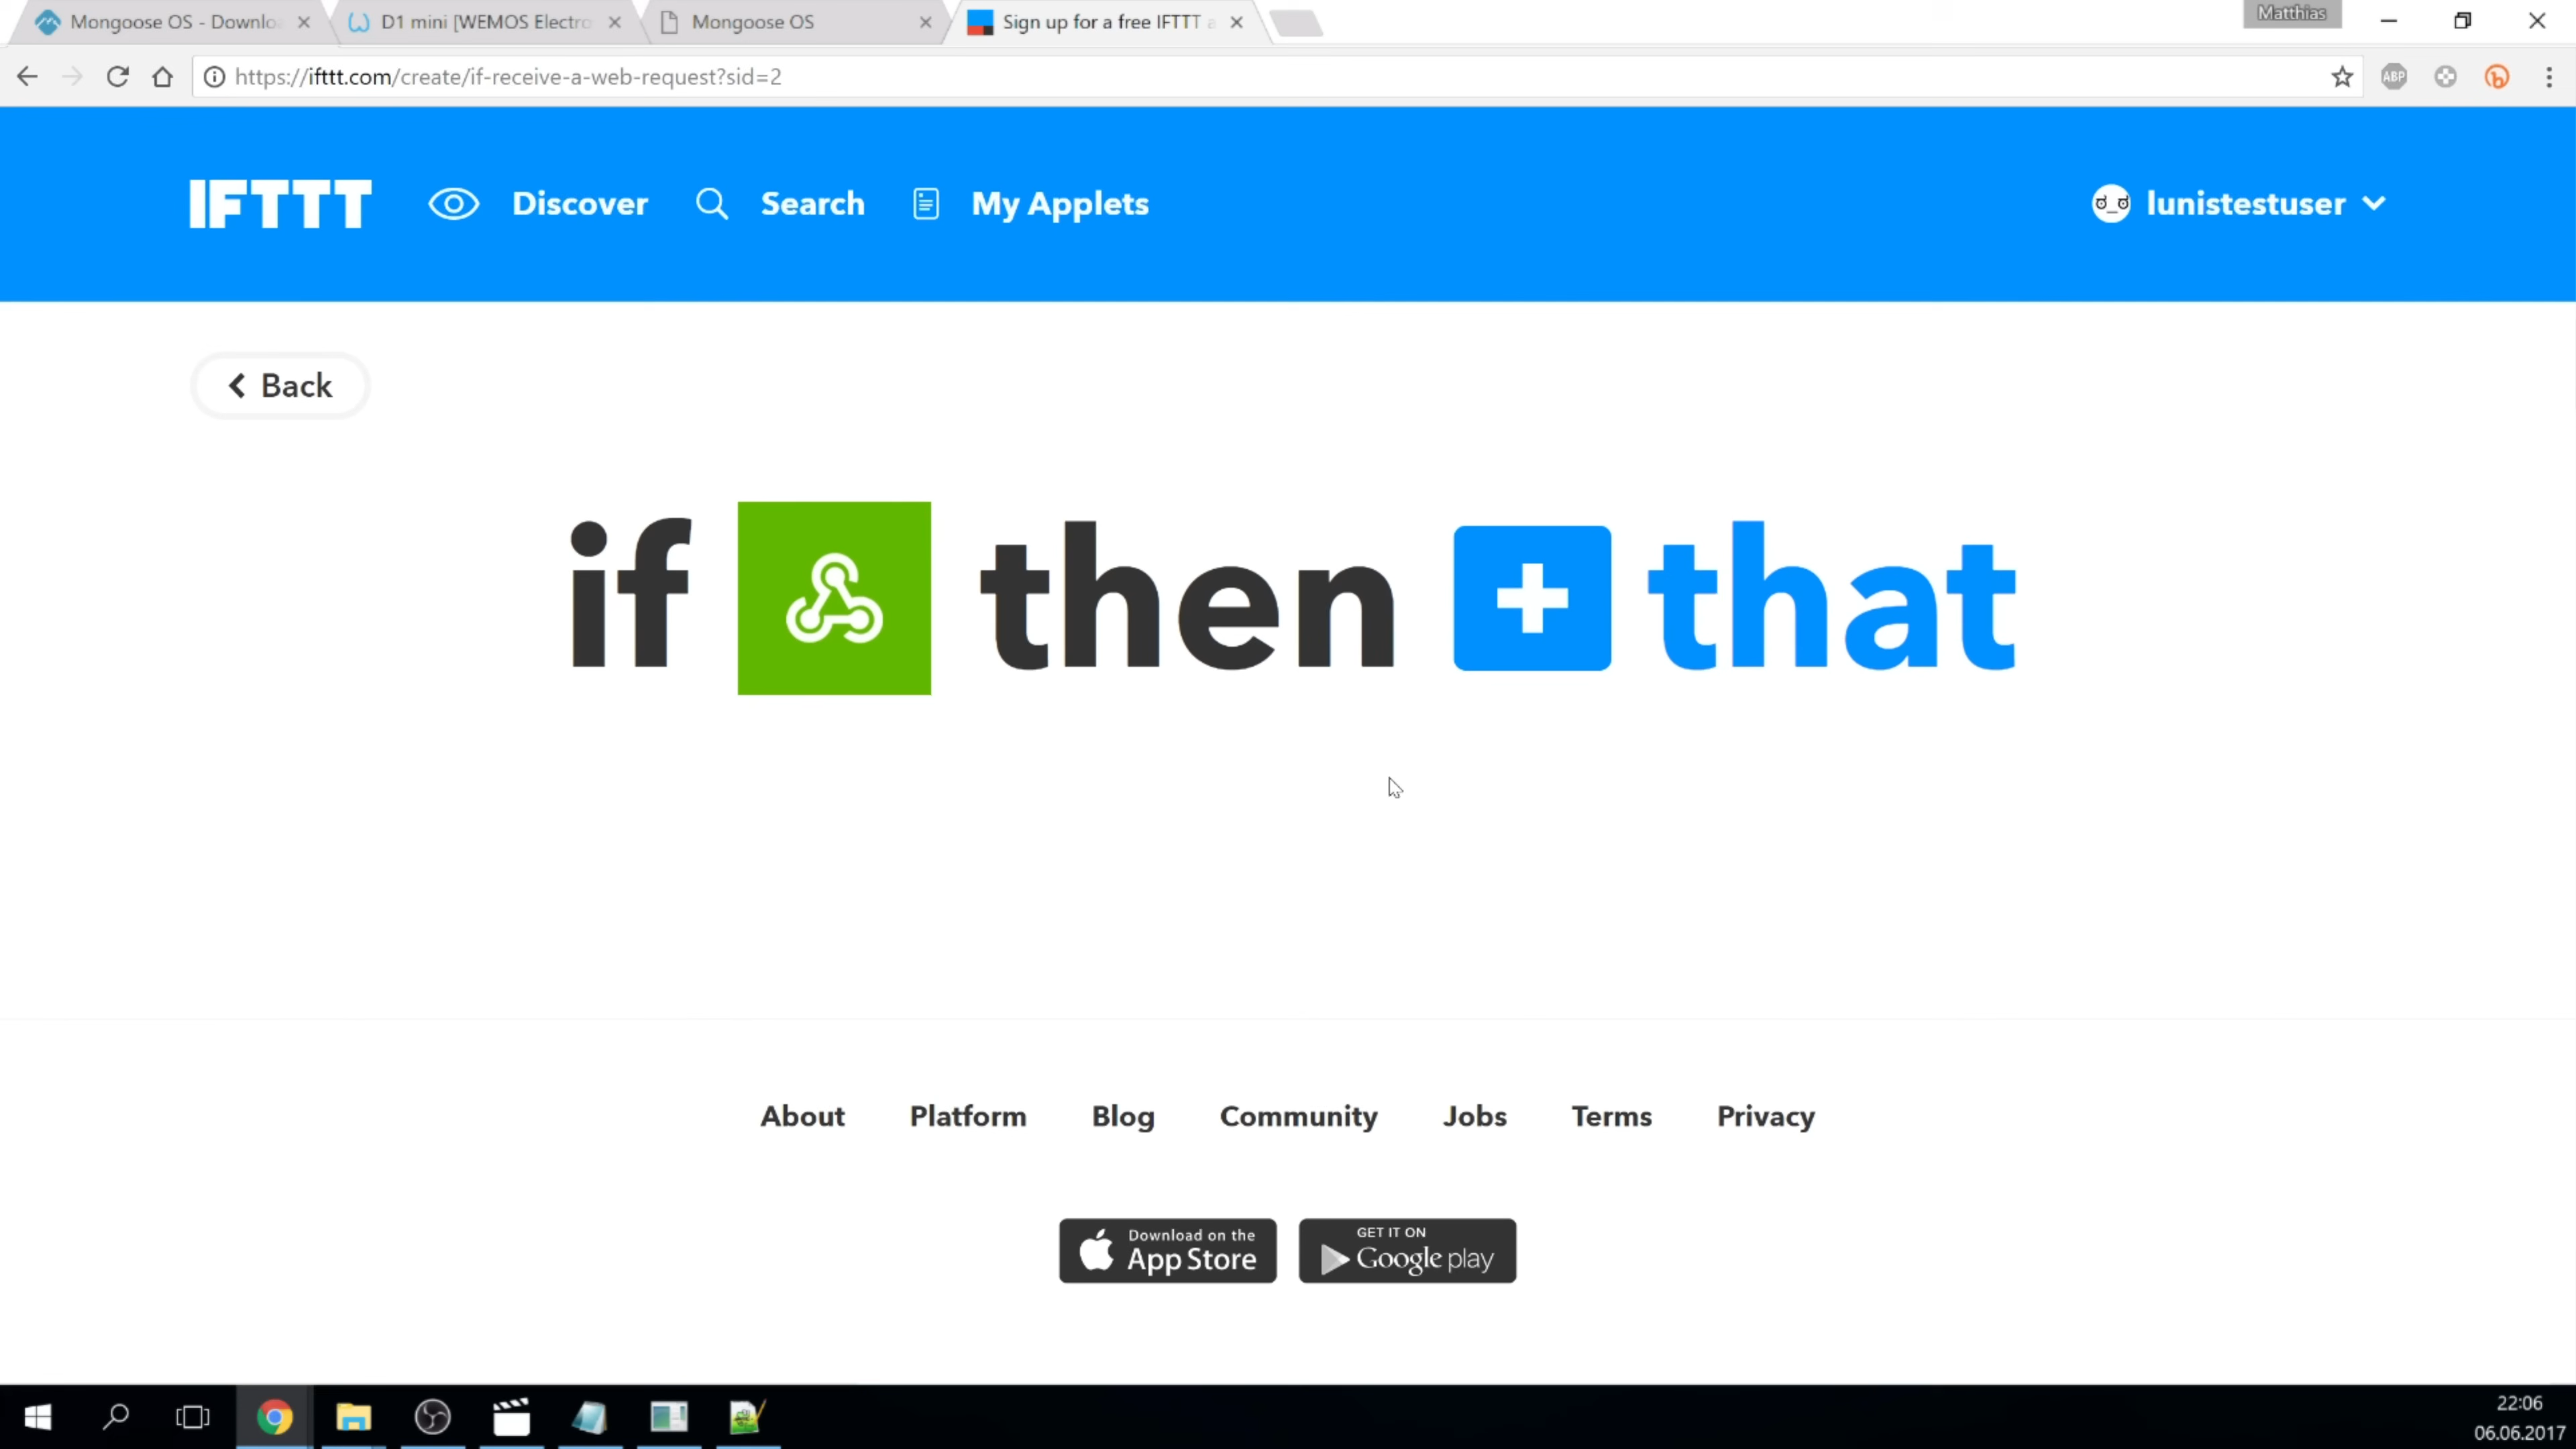 Mongoose OS - Downlo
D1 mini [WEMOS Electro
Mongoose OS
Sign up for a free IFTTT a
Matthias
https://ifttt.com/create/if-receive-a-web-request?sid=2
ABP
IFTTT
Discover
Search
My Applets
lunistestuser
Back
if then that
About Platform Blog Community Jobs Terms Privacy
Download on the
App Store
GET IT ON
Google play
22:06
06.06.2017